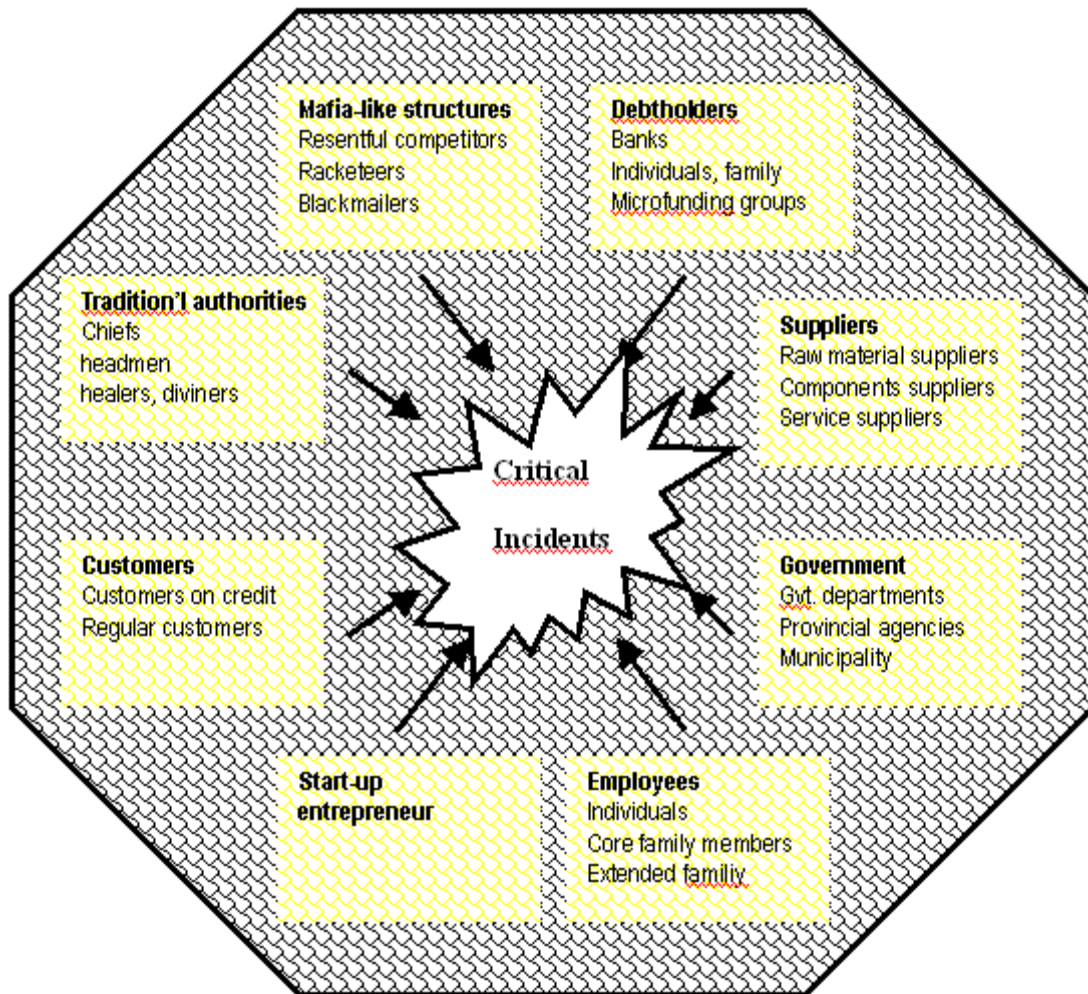 Mafia-like structures
Resentful competitors
Racketeers
Blackmailers
Debtholders
Banks
Individuals, family
Microfunding groups
Tradition'l authorities
Chiefs
headmen
healers, diviners
Suppliers
Raw material suppliers
Components suppliers
Service suppliers
Critical
Incidents
Customers
Customers on credit
Regular customers
Government
Gvt. departments
Provincial agencies
Municipality
Start-up
entrepreneur
Employees
Individuals
Core family members
Extended familiy